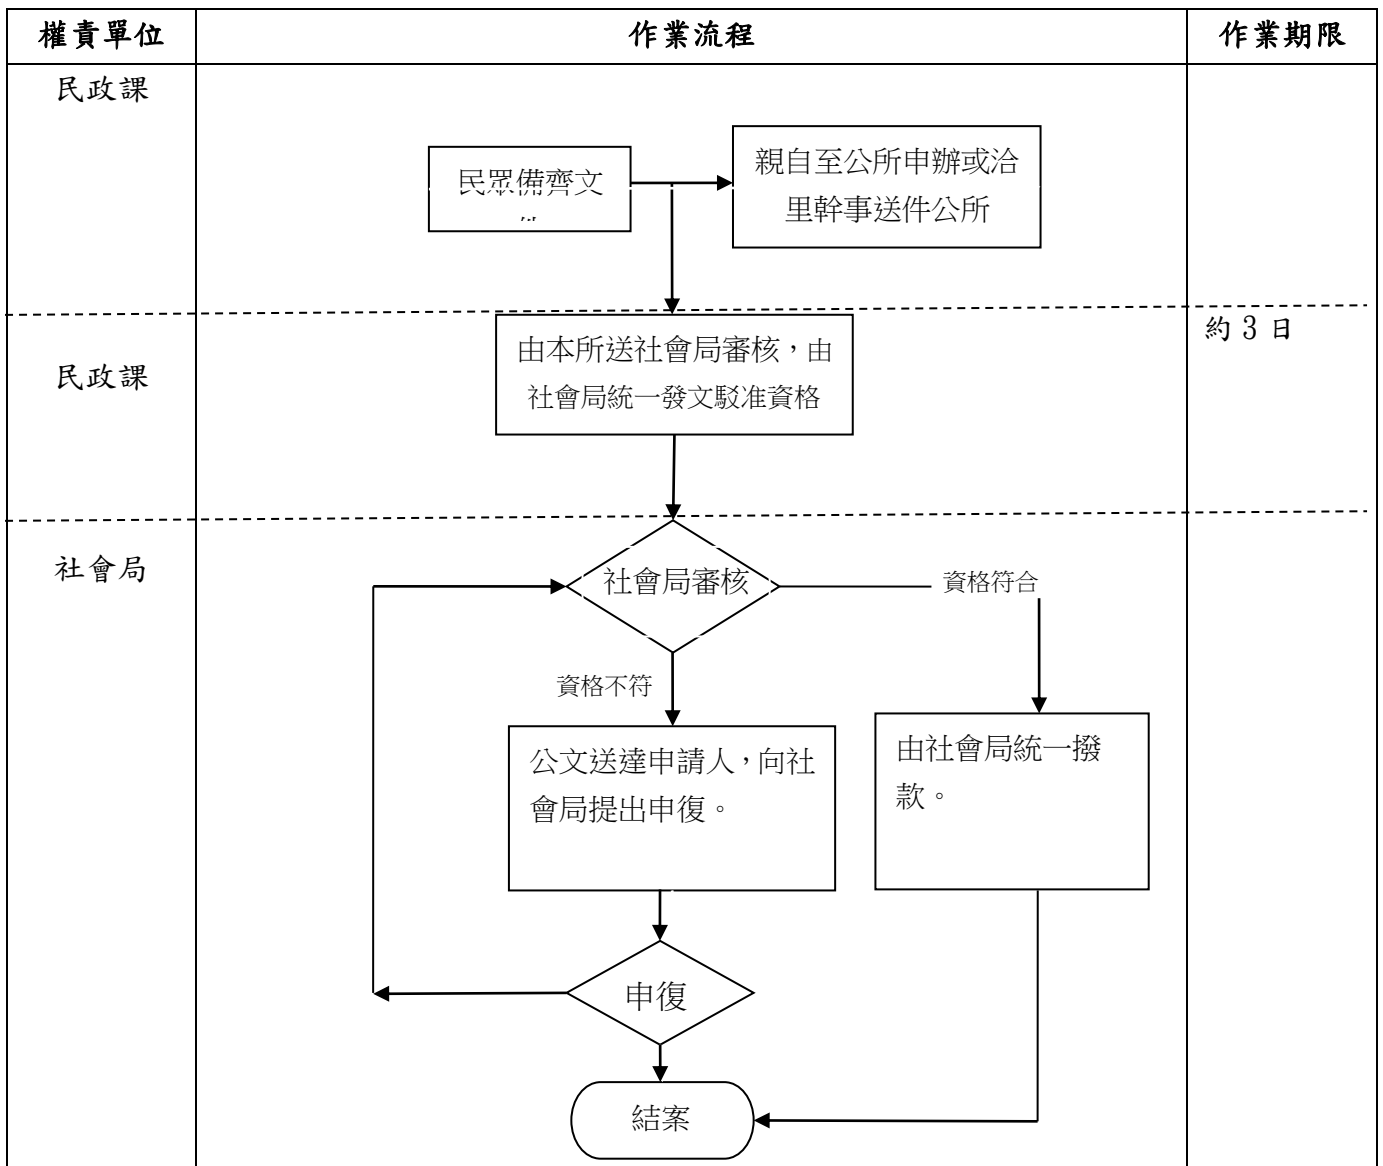 權責單位
作業流程
作業期限
民政課
民眾備齊文
親自至公所申辦或洽
里幹事送件公所
民政課
由本所送社會局審核，由
社會局統一發文駁准資格
約 3 日
社會局
社會局審核
資格符合
資格不符
公文送達申請人，向社
會局提出申復。
由社會局統一撥
款。
申復
結案